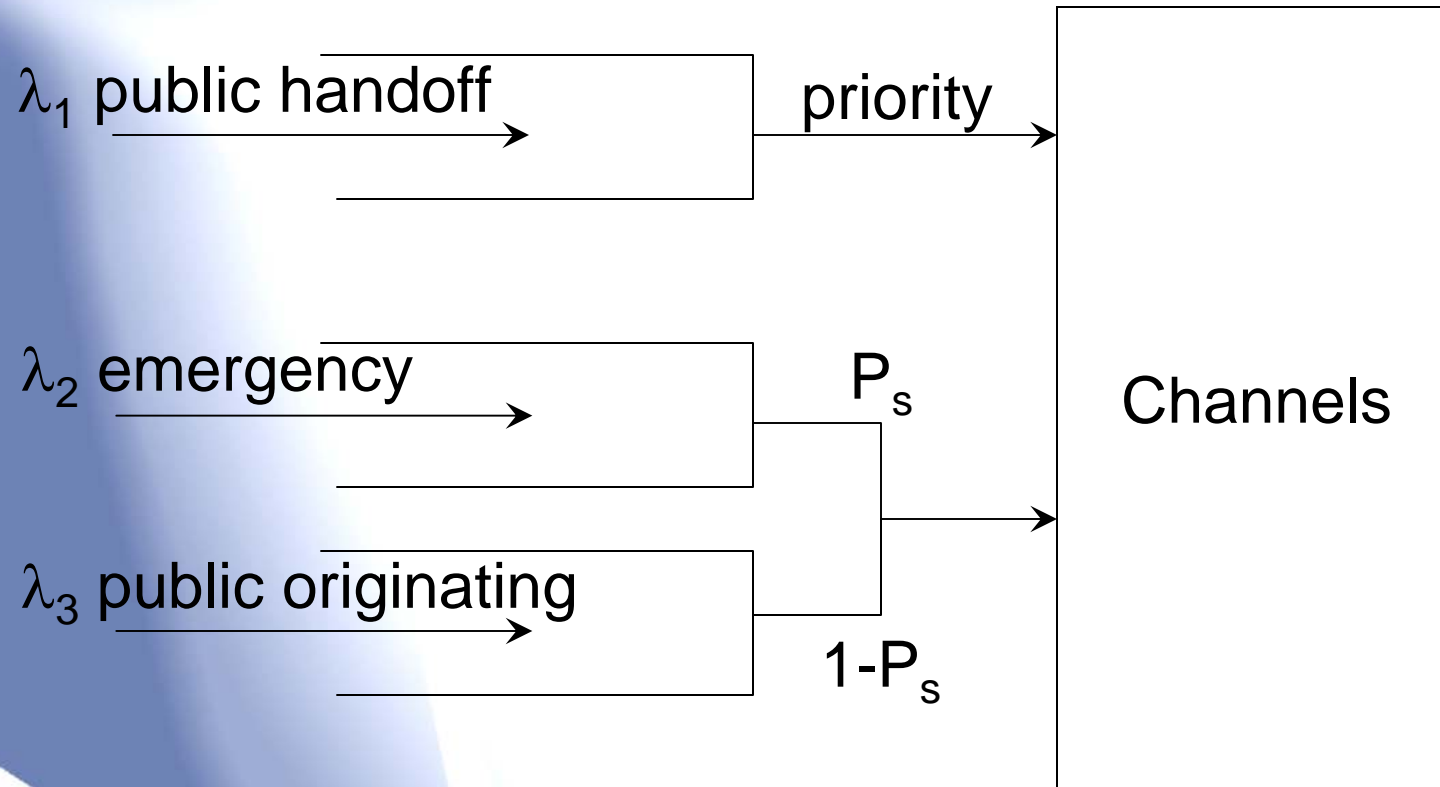 λ₁ public handoff
priority
λ₂ emergency
Pₛ
Channels
λ₃ public originating
1-Pₛ